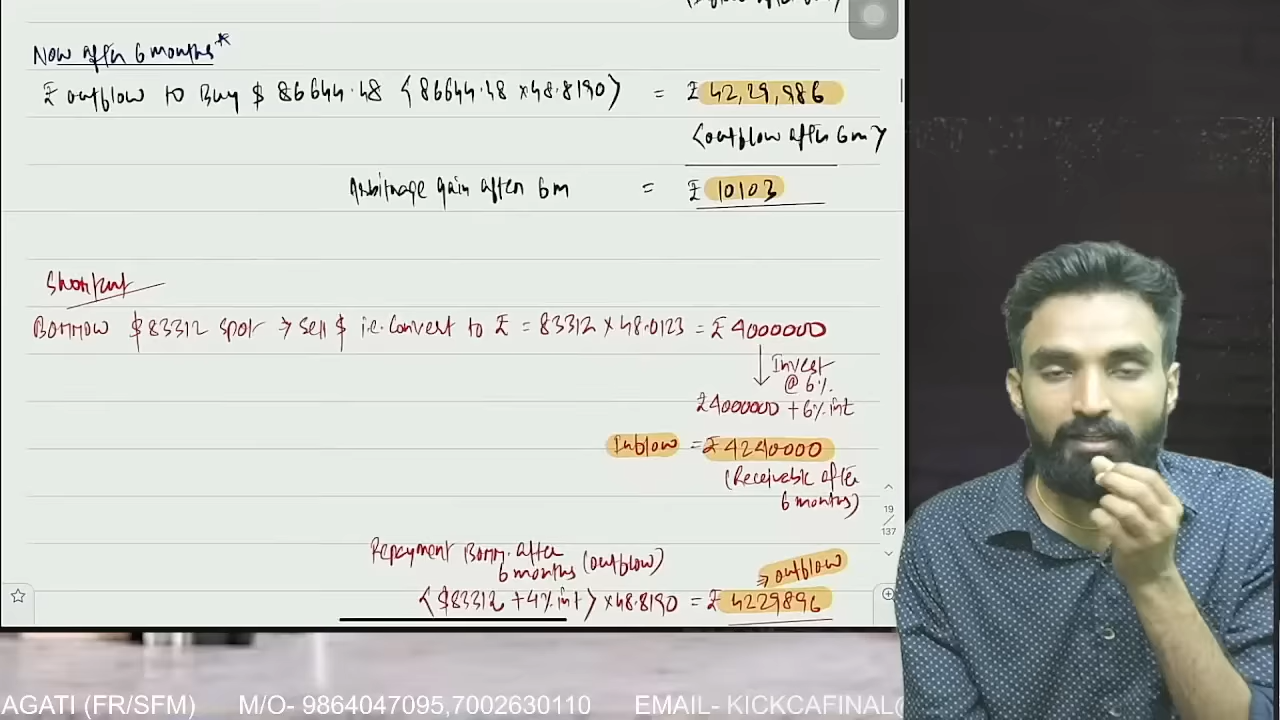 Now after 6 months*
₹ outflow to Buy $ 86644.48 <86644.48 ×48.8190> = ₹ 42,29,986
<outflow after 6m>
Arbitrage gain after 6m = ₹ 10103
Shortcut
Borrow $83312 spot → Sell $ i.e. Convert to ₹ = 83312 × 48.0123 = ₹4000000
Invest
@ 6%
₹4000000 + 6% int
Inflow = ₹4240000
(Receivable after
6 months)
19
137
Repayment Borr. after
6 months (outflow)
⇒ outflow
<$83312 + 4% int> ×48.8190 = ₹ 4229896
AGATI (FR/SFM) M/O- 9864047095,7002630110 EMAIL- KICKCAFINAL@